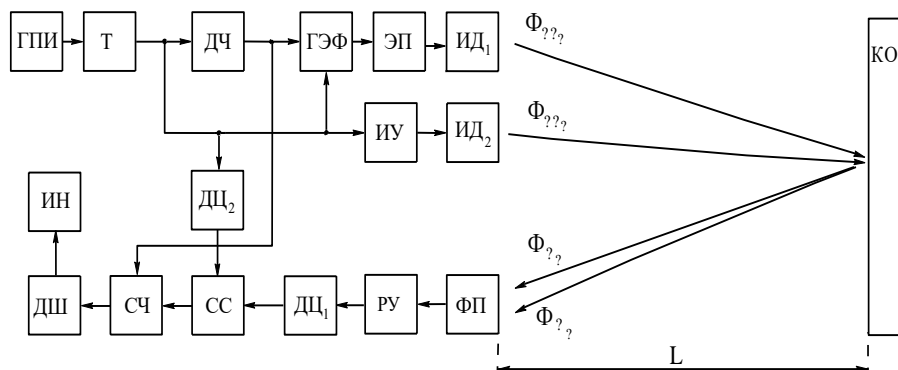 ГПИ Т ДЧ ГЭФ ЭП ИД₁ Ф???
КО
ИУ ИД₂ Ф???
ИН ДЦ₂
Ф??
ДШ СЧ СС ДЦ₁ РУ ФП
Ф??
L